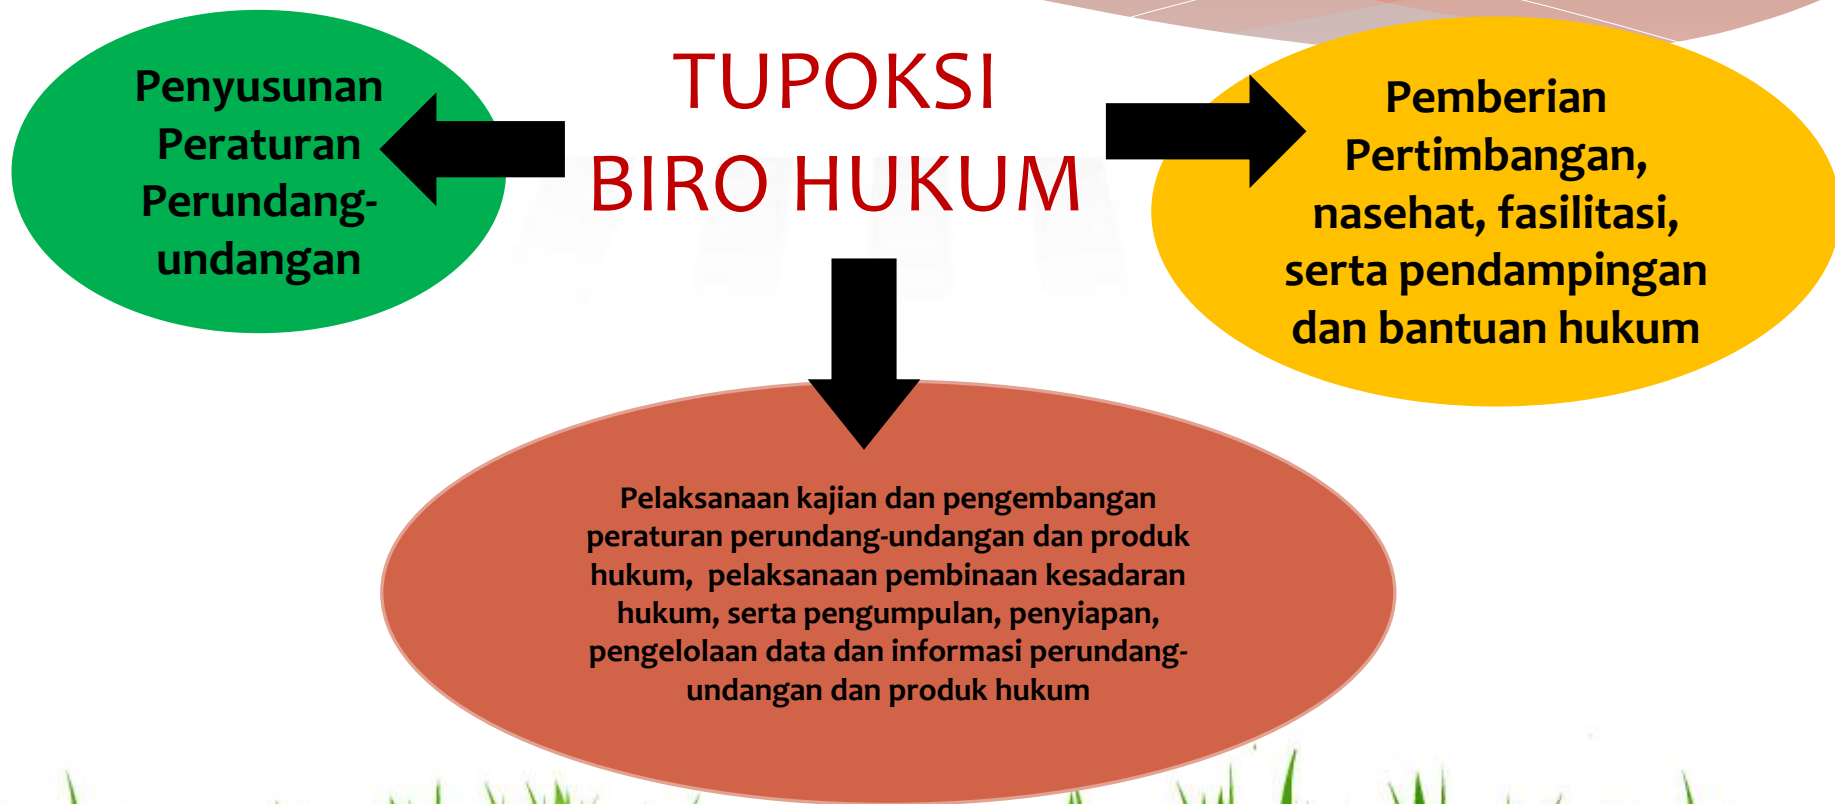 TUPOKSI
BIRO HUKUM
Penyusunan
Peraturan
Perundang-
undangan
Pemberian
Pertimbangan,
nasehat, fasilitasi,
serta pendampingan
dan bantuan hukum
Pelaksanaan kajian dan pengembangan
peraturan perundang-undangan dan produk
hukum, pelaksanaan pembinaan kesadaran
hukum, serta pengumpulan, penyiapan,
pengelolaan data dan informasi perundang-
undangan dan produk hukum